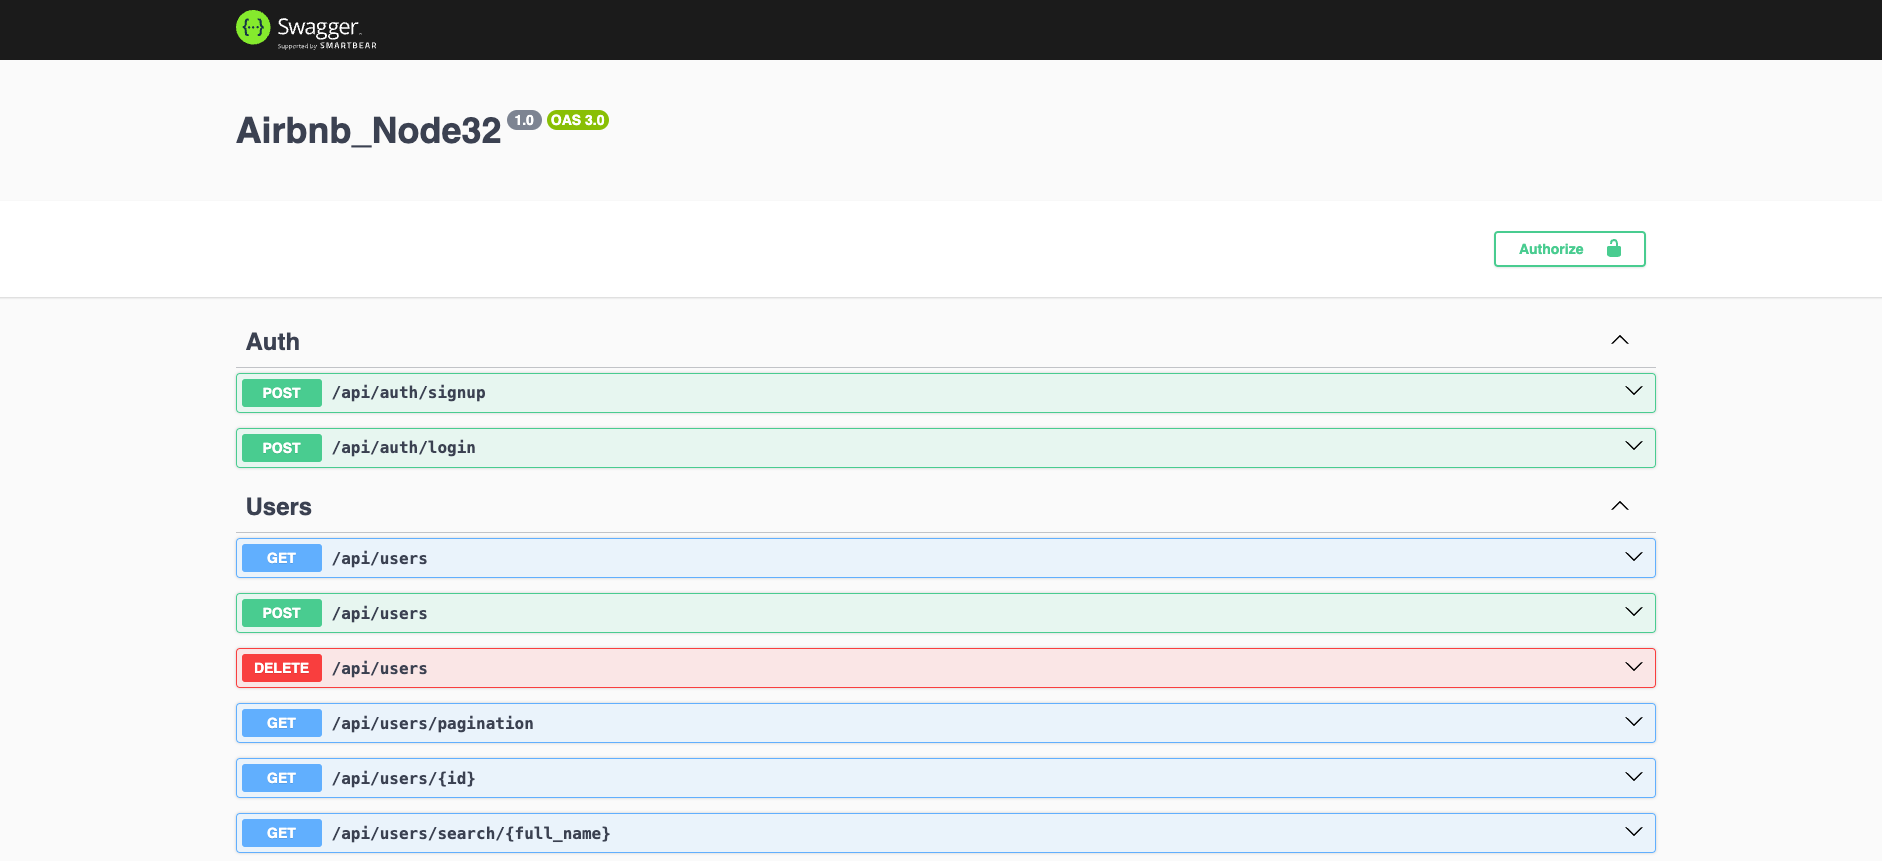 {...} Swagger.
Supported by SMARTBEAR
Airbnb_Node32 1.0 OAS 3.0
Authorize
Auth
POST /api/auth/signup
POST /api/auth/login
Users
GET /api/users
POST /api/users
DELETE /api/users
GET /api/users/pagination
GET /api/users/{id}
GET /api/users/search/{full_name}